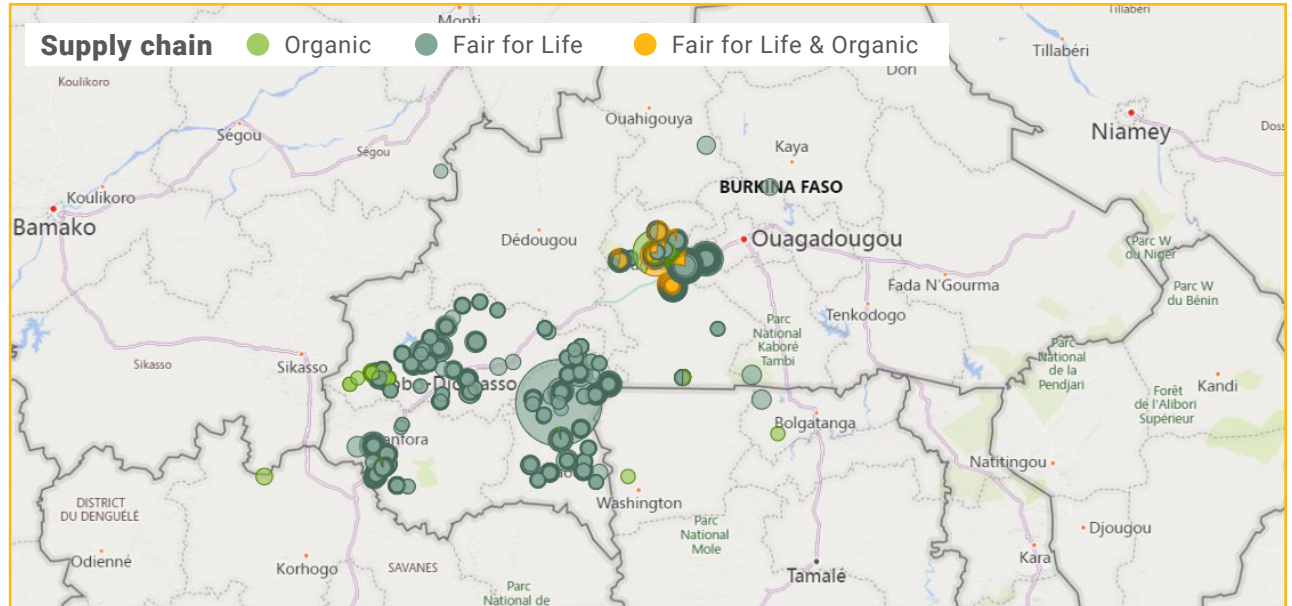 Supply chain
Organic
Fair for Life
Fair for Life & Organic
Tillabéri
Koulikoro
Dori
Tillabéri
Ouahigouya
Niamey
Ségou
Ségou
Kaya
Koulikoro
BURKINA FASO
Bamako
Dédougou
Ouagadougou
Parc W
du Niger
Fada N'Gourma
Parc W
du Bénin
Tenkodogo
Parc
National
Kaboré
Tambi
Parc
National
de la
Pendjari
Sikasso
Sikasso
Kandi
Forêt
de l'Alibori
Supérieur
Bolgatanga
Natitingou
DISTRICT
DU DENGUÉLÉ
Washington
Parc
National
Mole
Djougou
Odienné
Korhogo
SAVANES
Kara
Tamalé
Parc
National de